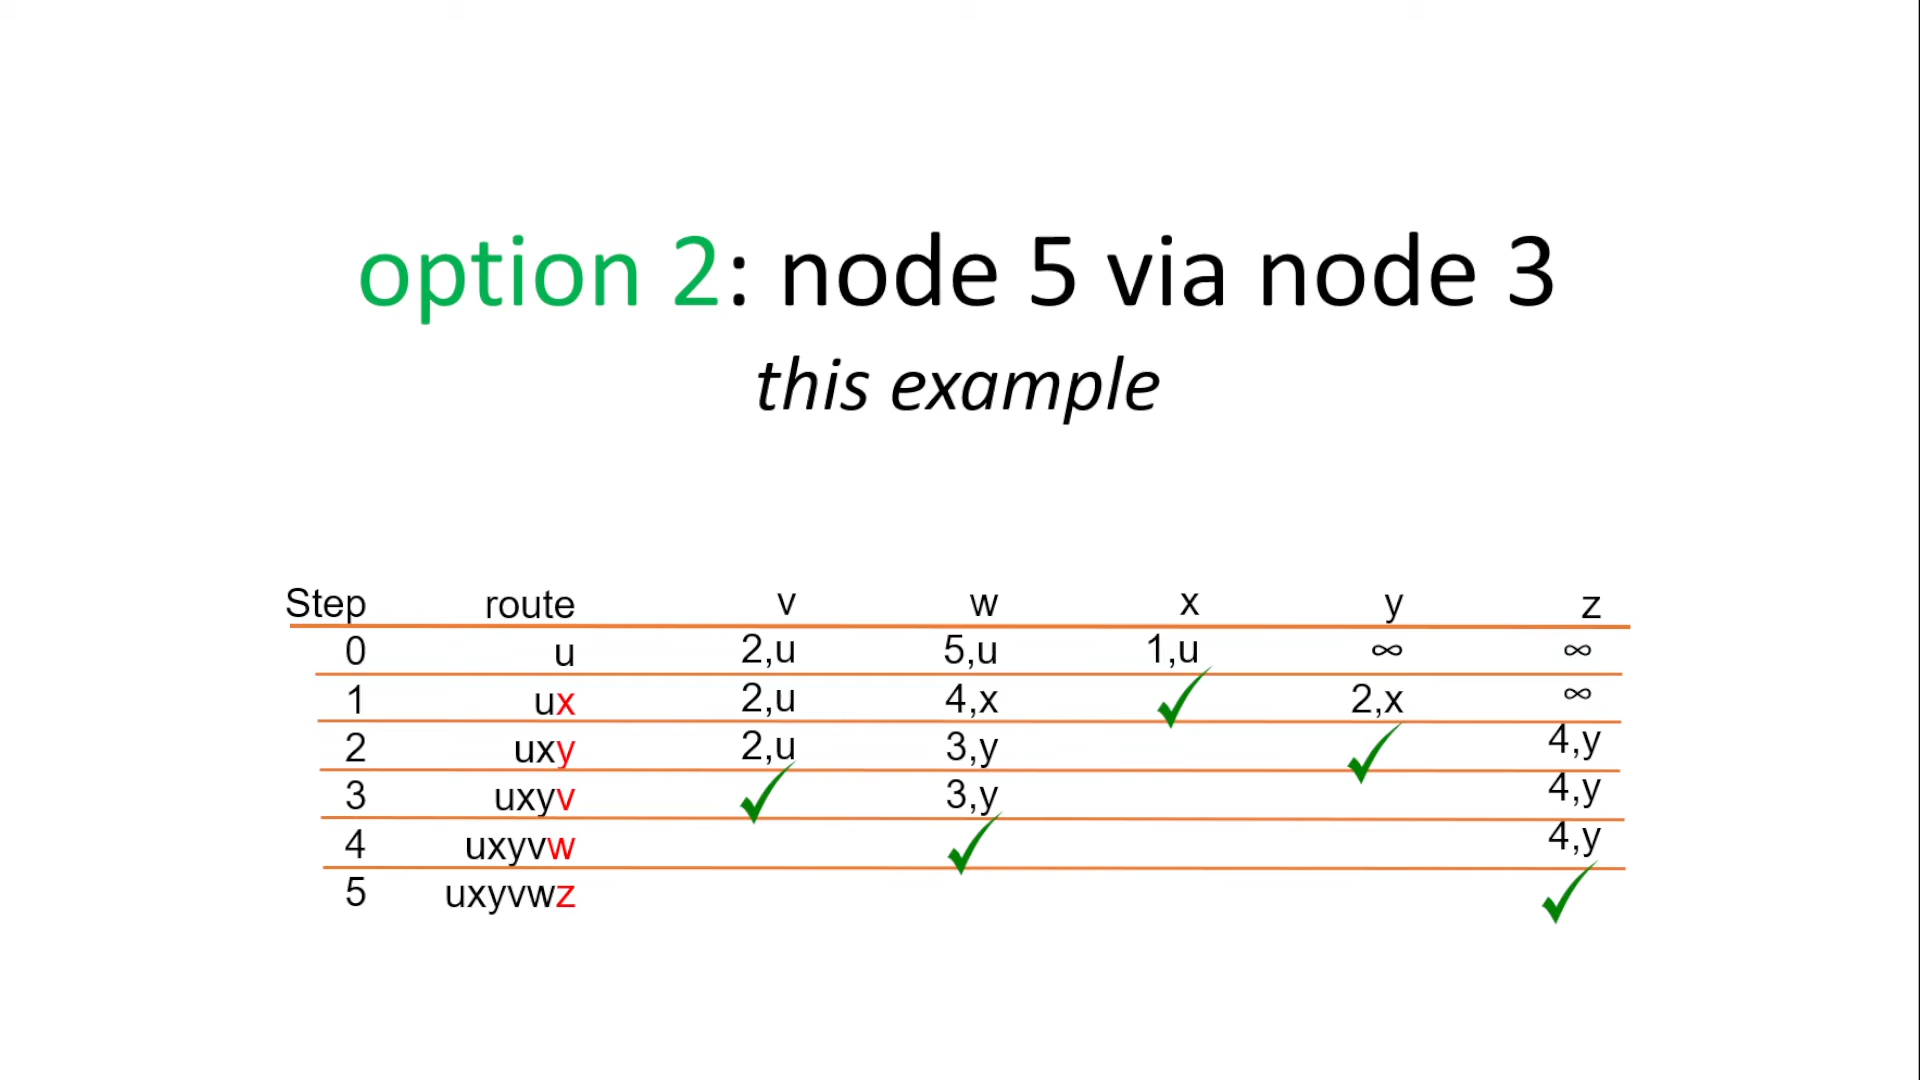 option 2: node 5 via node 3
this example
Step route v w x y z
0 u 2,u 5,u 1,u ∞ ∞
1 ux 2,u 4,x 2,x ∞
2 uxy 2,u 3,y 4,y
3 uxyv 3,y 4,y
4 uxyvw 4,y
5 uxyvwz